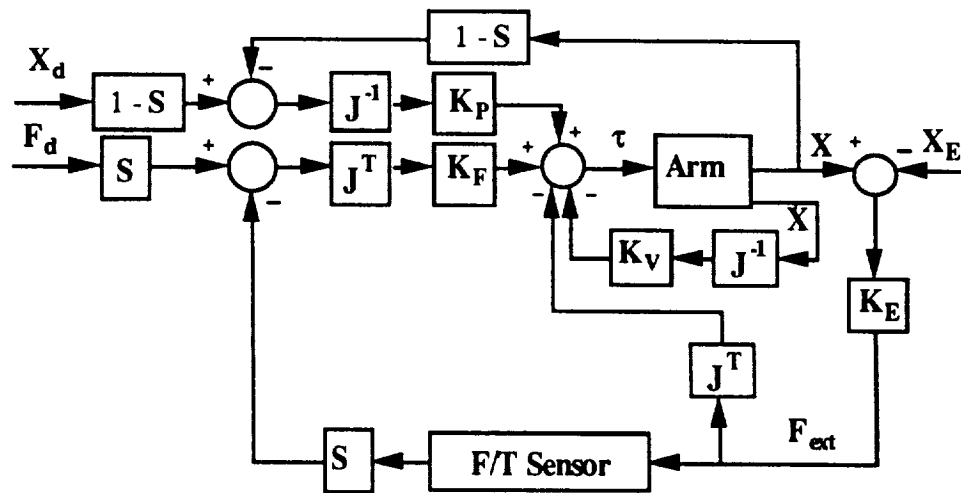 1 - S
X_d
1 - S
J^-1
K_P
F_d
S
J^T
K_F
τ
Arm
X
X_E
X
K_V
J^-1
K_E
J^T
F_ext
S
F/T Sensor
+
-
+
-
+
+
-
-
+
-